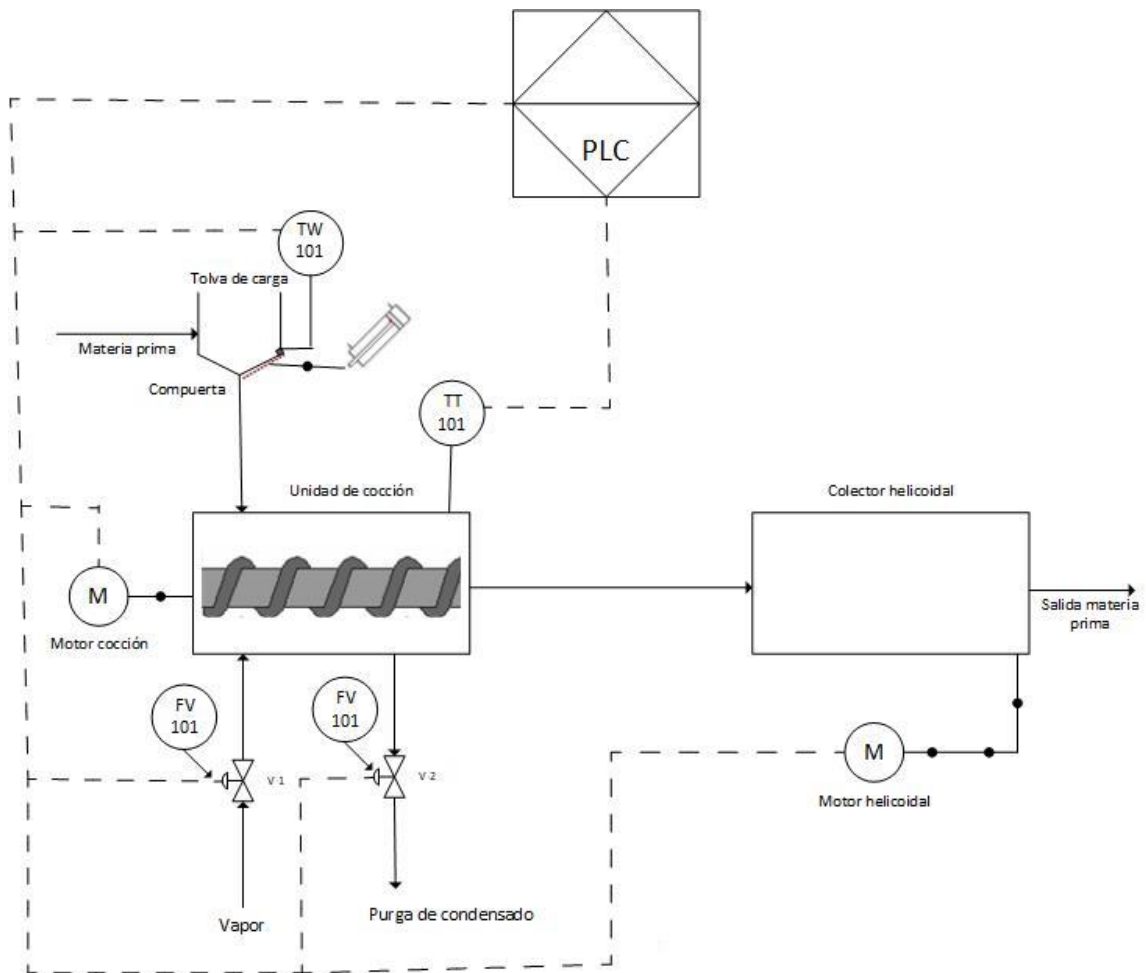 PLC
TW
101
Tolva de carga
Materia prima
Compuerta
TT
101
Unidad de cocción
Colector helicoidal
M
Motor cocción
Salida materia
prima
FV
101
FV
101
V-1
V-2
M
Motor helicoidal
Vapor
Purga de condensado